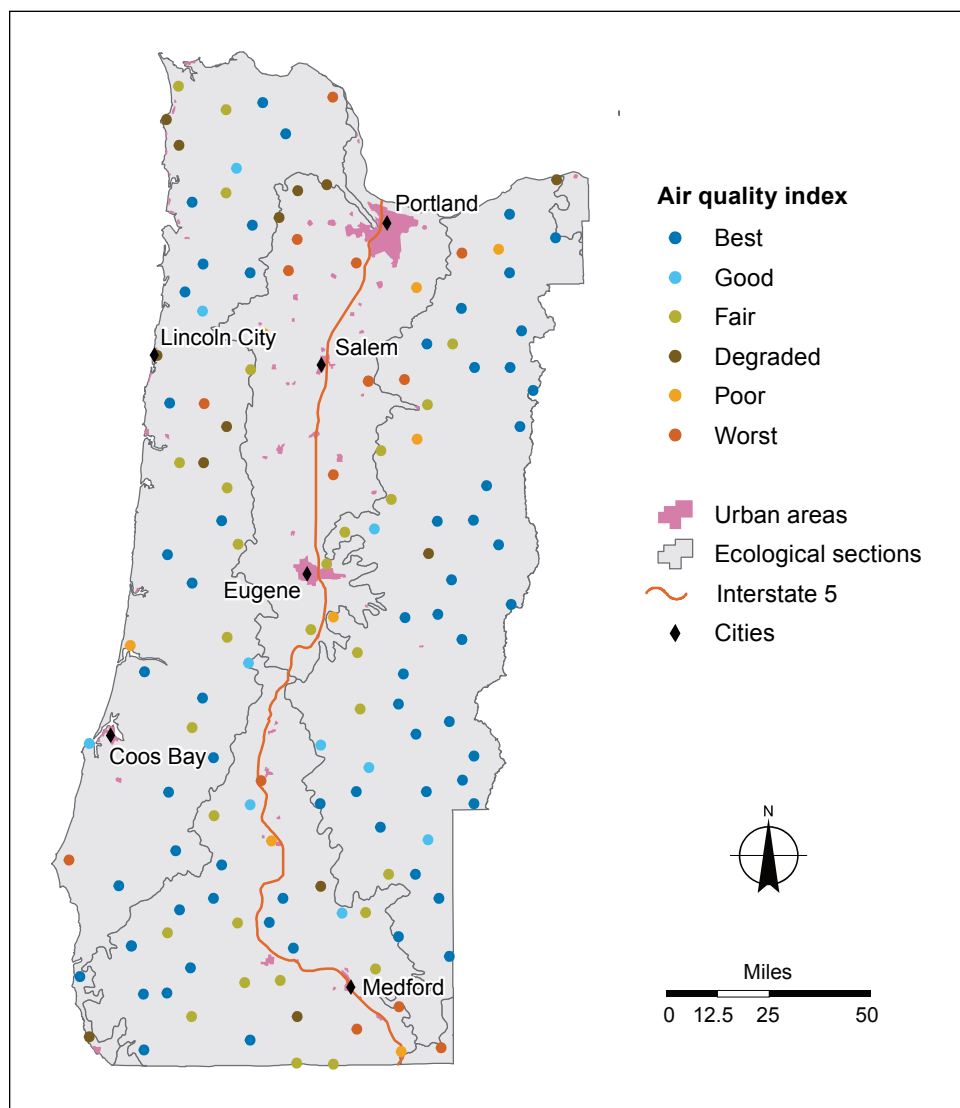 Portland
Lincoln City
Salem
Eugene
Coos Bay
Medford
Air quality index
Best
Good
Fair
Degraded
Poor
Worst
Urban areas
Ecological sections
Interstate 5
Cities
N
Miles
0 12.5 25 50